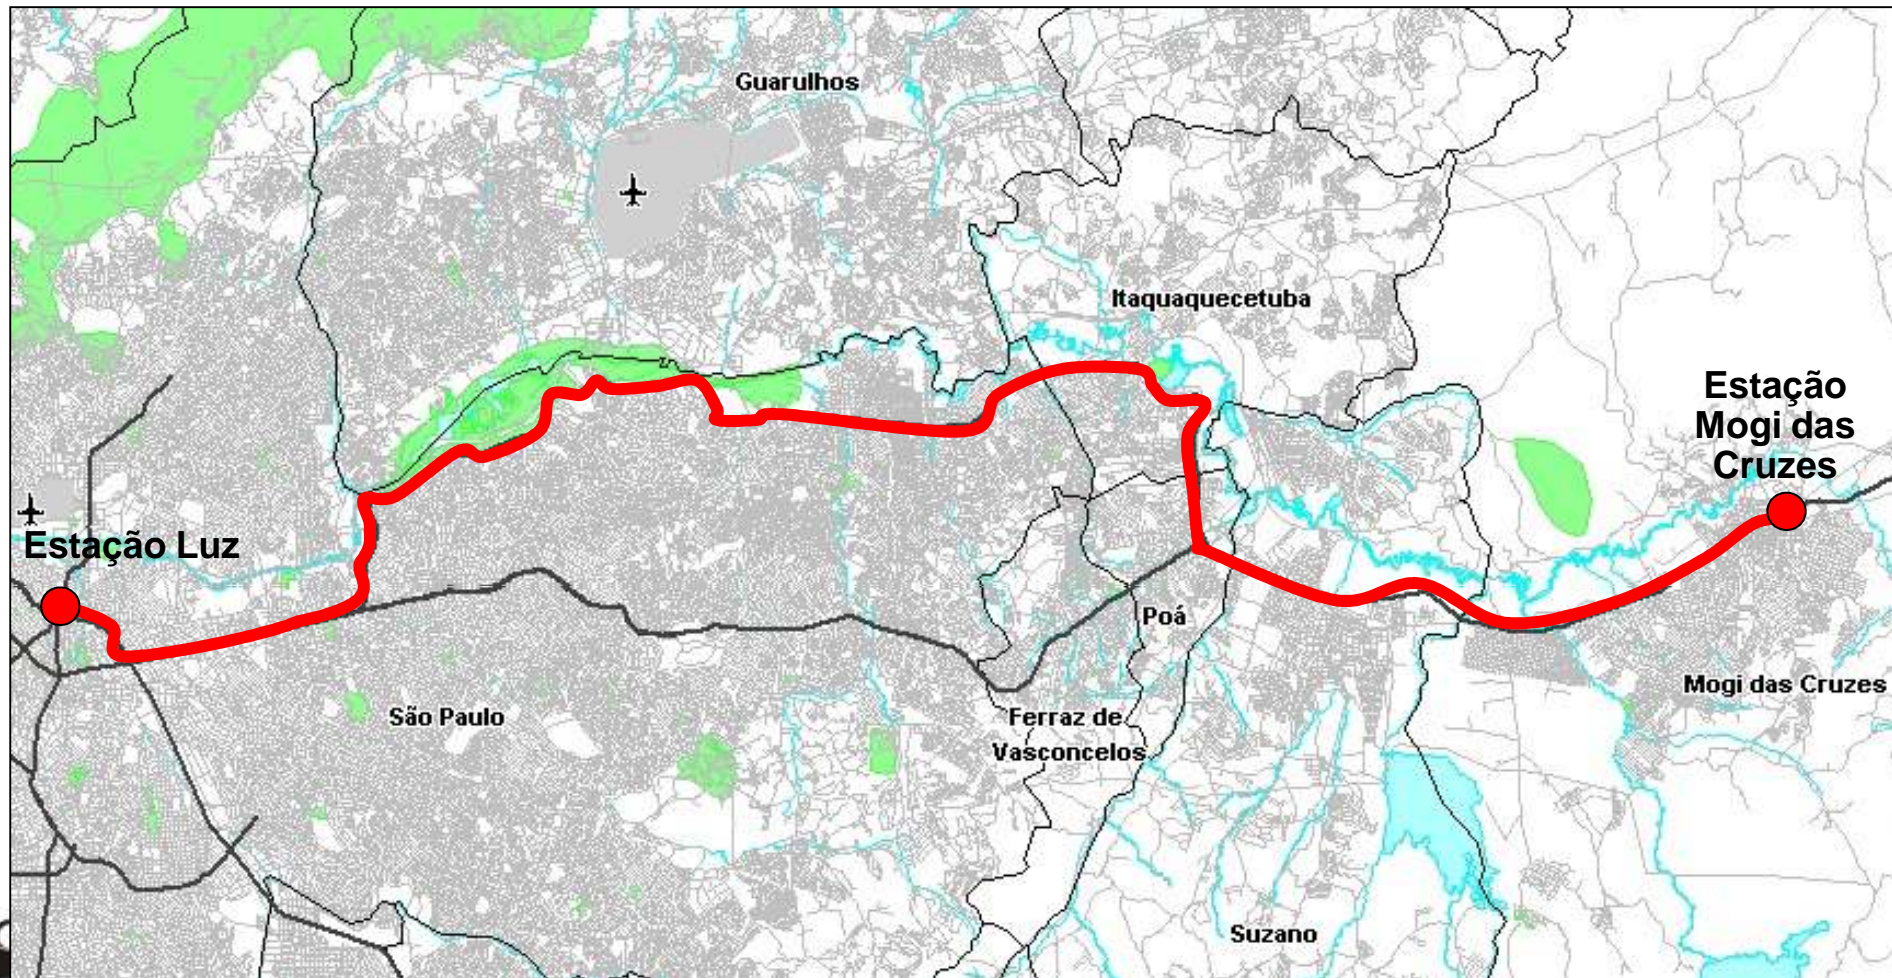 Guarulhos
Itaquaquecetuba
Estação
Mogi das
Cruzes
Estação Luz
Poá
Mogi das Cruzes
São Paulo
Ferraz de
Vasconcelos
Suzano